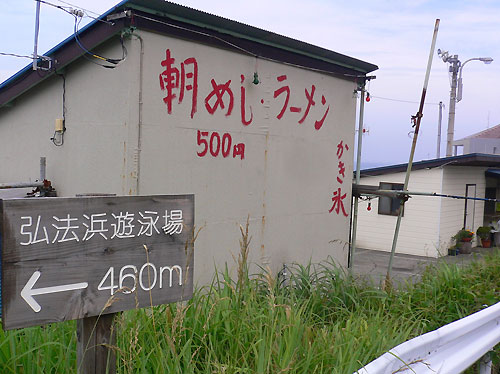 朝めし・ラーメン
500円
かき氷
弘法浜遊泳場
← 460m